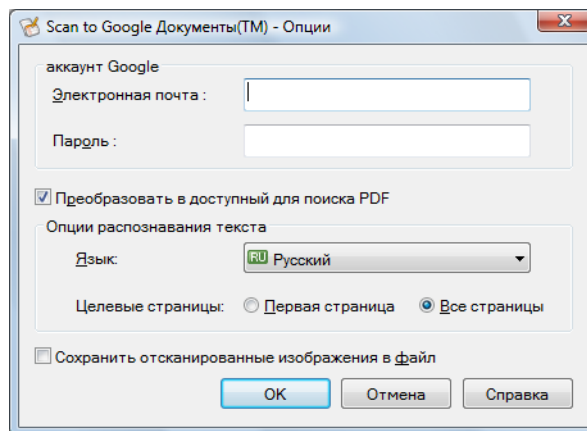 Scan to Google Документы(TM) - Опции
аккаунт Google
Электронная почта :
Пароль :
Преобразовать в доступный для поиска PDF
Опции распознавания текста
Язык: RU Русский
Целевые страницы: Первая страница Все страницы
Сохранить отсканированные изображения в файл
OK Отмена Справка